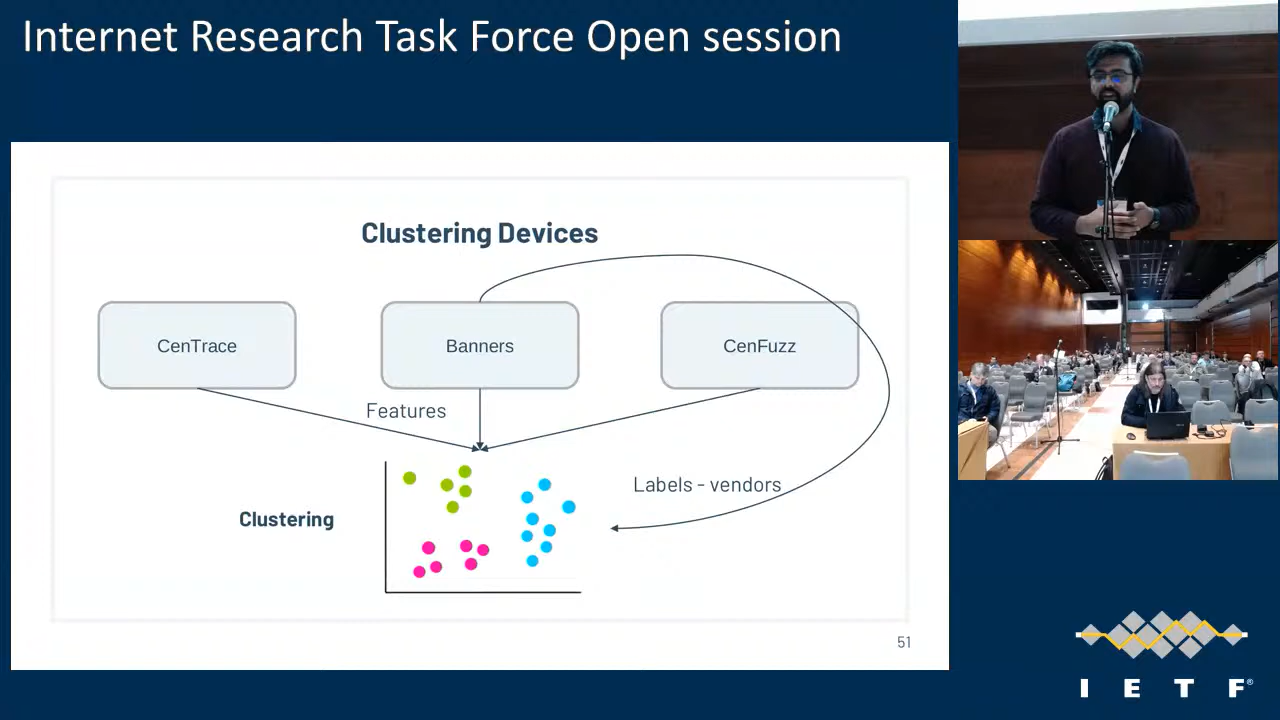 Internet Research Task Force Open session
Clustering Devices
CenTrace
Banners
CenFuzz
Features
Labels - vendors
Clustering
51
I E T F®